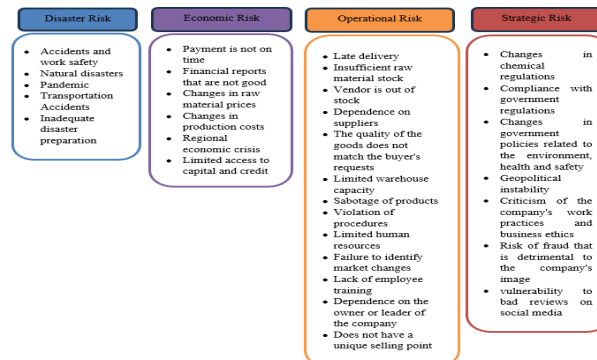 Disaster Risk
• Accidents and
work safety
• Natural disasters
• Pandemic
• Transportation
Accidents
• Inadequate
disaster
preparation
Economic Risk
• Payment is not on
time
• Financial reports
that are not good
• Changes in raw
material prices
• Changes in
production costs
• Regional
economic crisis
• Limited access to
capital and credit
Operational Risk
• Late delivery
• Insufficient raw
material stock
• Vendor is out of
stock
• Dependence on
suppliers
• The quality of the
goods does not
match the buyer's
requests
• Limited warehouse
capacity
• Sabotage of products
• Violation of
procedures
• Limited human
resources
• Failure to identify
market changes
• Lack of employee
training
• Dependence on the
owner or leader of
the company
• Does not have a
unique selling point
Strategic Risk
• Changes in
chemical
regulations
• Compliance with
government
regulations
• Changes in
government
policies related to
the environment,
health and safety
• Geopolitical
instability
• Criticism of the
company's work
practices and
business ethics
• Risk of fraud that
is detrimental to
the company's
image
• vulnerability to
bad reviews on
social media